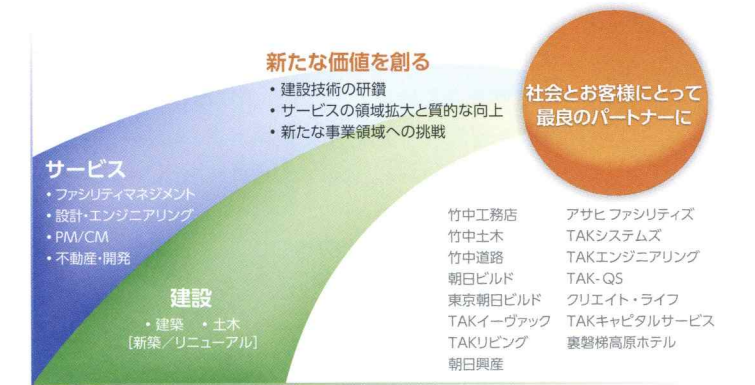 新たな価値を創る
・建設技術の研鑽
・サービスの領域拡大と質的な向上
・新たな事業領域への挑戦
社会とお客様にとって
最良のパートナーに
サービス
・ファシリティマネジメント
・設計・エンジニアリング
・PM/CM
・不動産・開発
建設
・建築 ・土木
[新築／リニューアル]
竹中工務店
竹中土木
竹中道路
朝日ビルド
東京朝日ビルド
TAKイーヴァック
TAKリビング
朝日興産
アサヒ ファシリティズ
TAKシステムズ
TAKエンジニアリング
TAK-QS
クリエイト・ライフ
TAKキャピタルサービス
裏磐梯高原ホテル